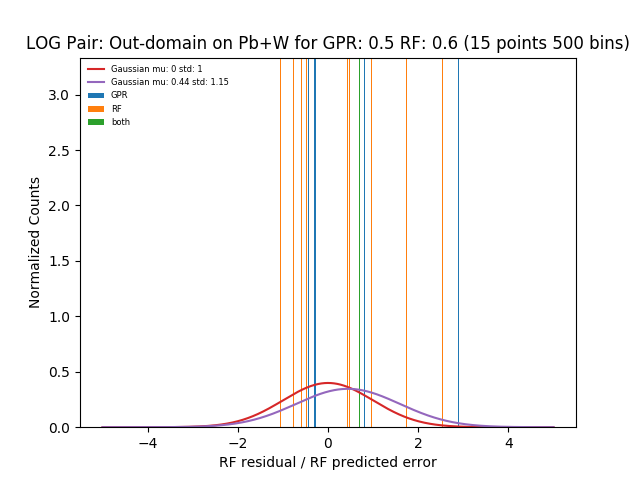 LOG Pair: Out-domain on Pb+W for GPR: 0.5 RF: 0.6 (15 points 500 bins)
Gaussian mu: 0 std: 1
Gaussian mu: 0.44 std: 1.15
GPR
RF
both
Normalized Counts
3.0
2.5
2.0
1.5
1.0
0.5
0.0
−4 −2 0 2 4
RF residual / RF predicted error